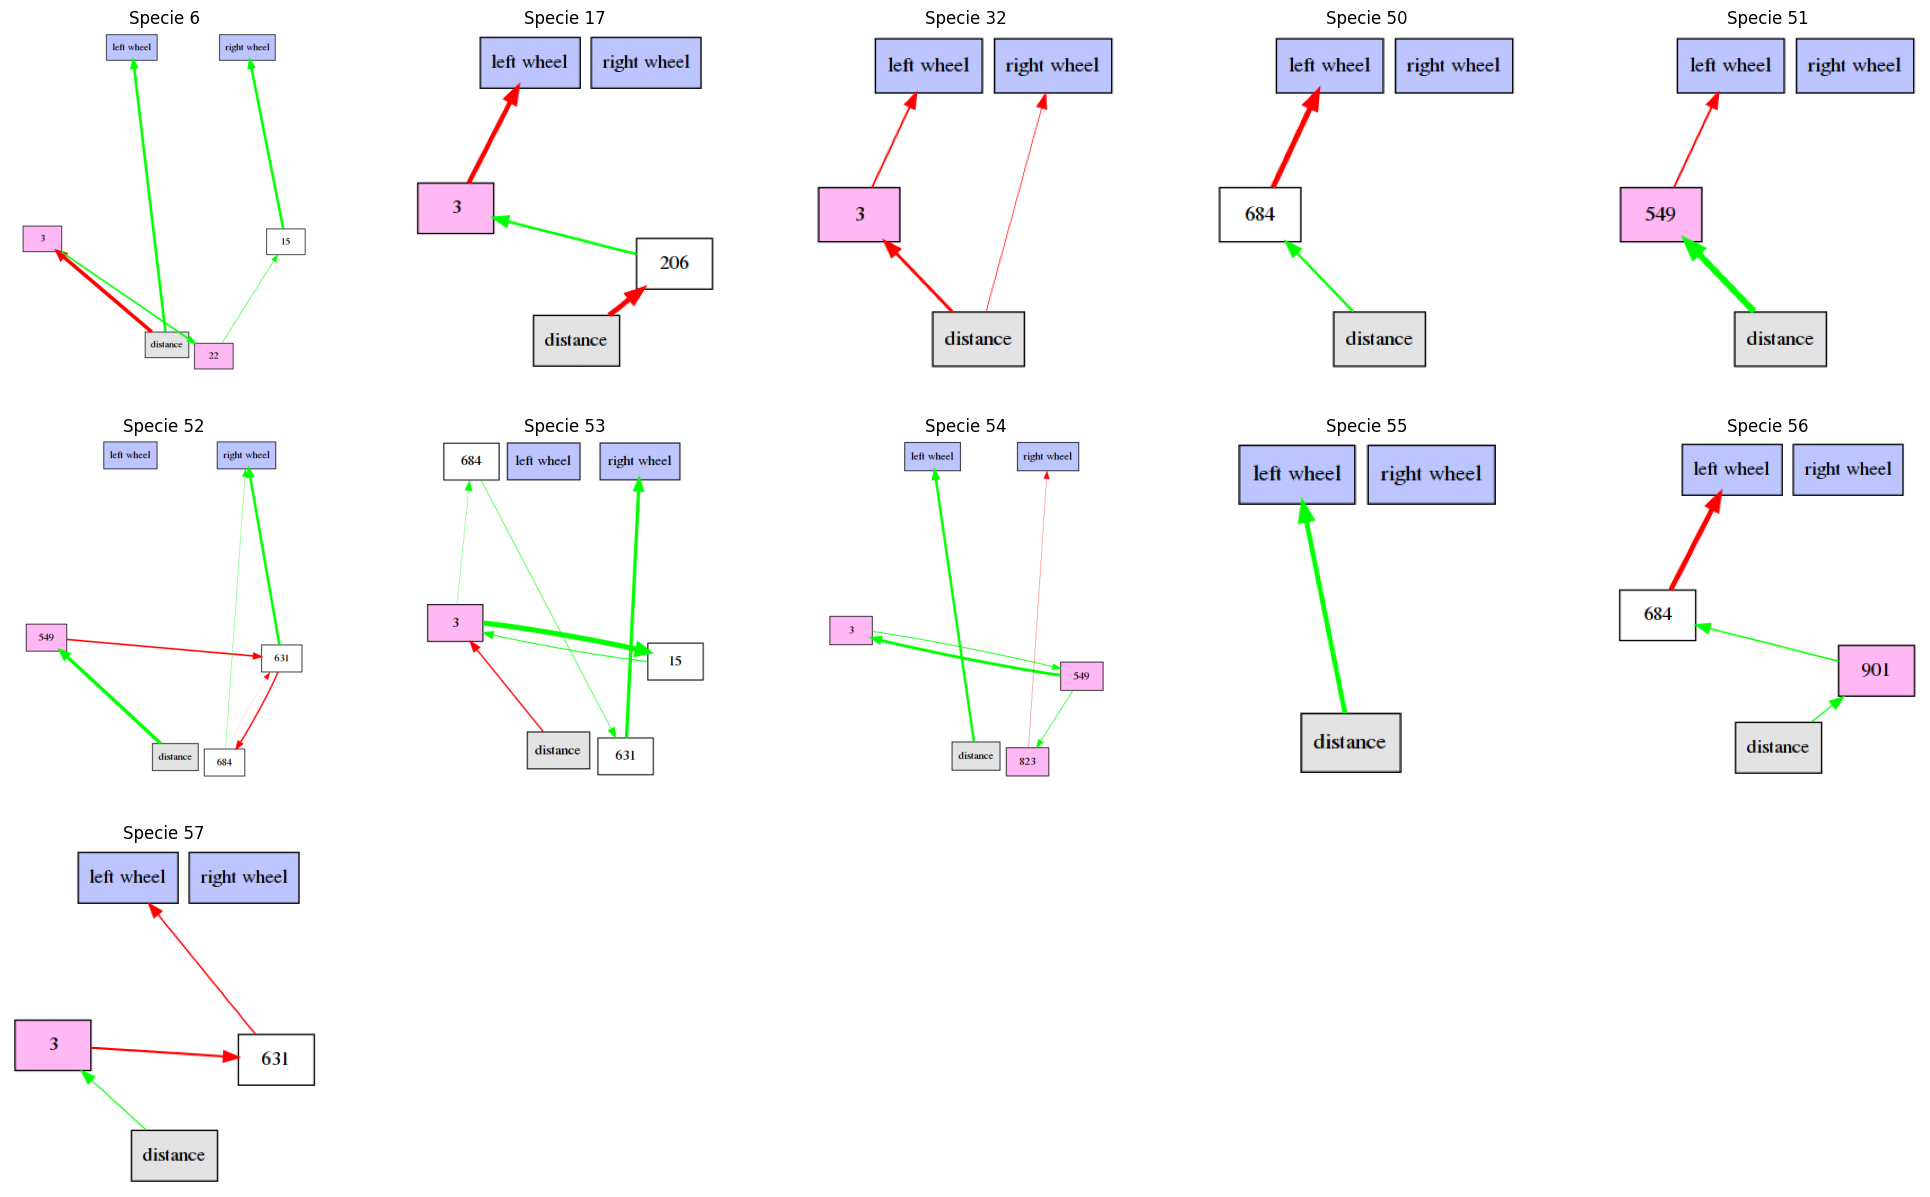 Specie 6
left wheel
right wheel
3
15
distance
22
Specie 17
left wheel
right wheel
3
206
distance
Specie 32
left wheel
right wheel
3
distance
Specie 50
left wheel
right wheel
684
distance
Specie 51
left wheel
right wheel
549
distance
Specie 52
left wheel
right wheel
549
631
distance
684
Specie 53
684
left wheel
right wheel
3
15
distance
631
Specie 54
left wheel
right wheel
3
549
distance
823
Specie 55
left wheel
right wheel
distance
Specie 56
left wheel
right wheel
684
901
distance
Specie 57
left wheel
right wheel
3
631
distance